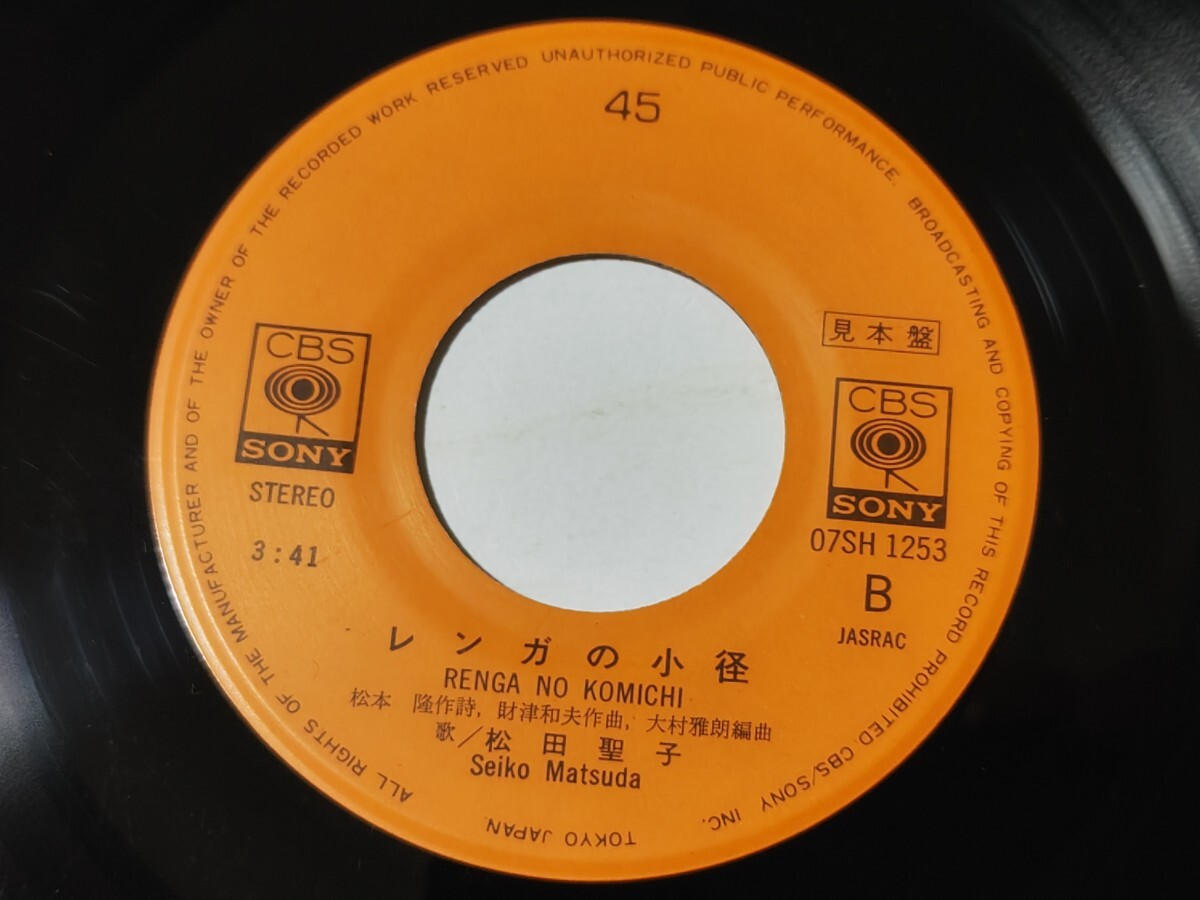 45
ALL RIGHTS OF THE MANUFACTURER AND OF THE OWNER OF THE RECORDED WORK RESERVED UNAUTHORIZED PUBLIC PERFORMANCE. BROADCASTING AND COPYING OF THIS RECORD PROHIBITED CBS/SONY INC. TOKYO JAPAN.
CBS
SONY
STEREO
3:41
見本盤
CBS
SONY
07SH 1253
B
JASRAC
レンガの小径
RENGA NO KOMICHI
松本 隆作詩, 財津和夫作曲, 大村雅朗編曲
歌/松田聖子
Seiko Matsuda